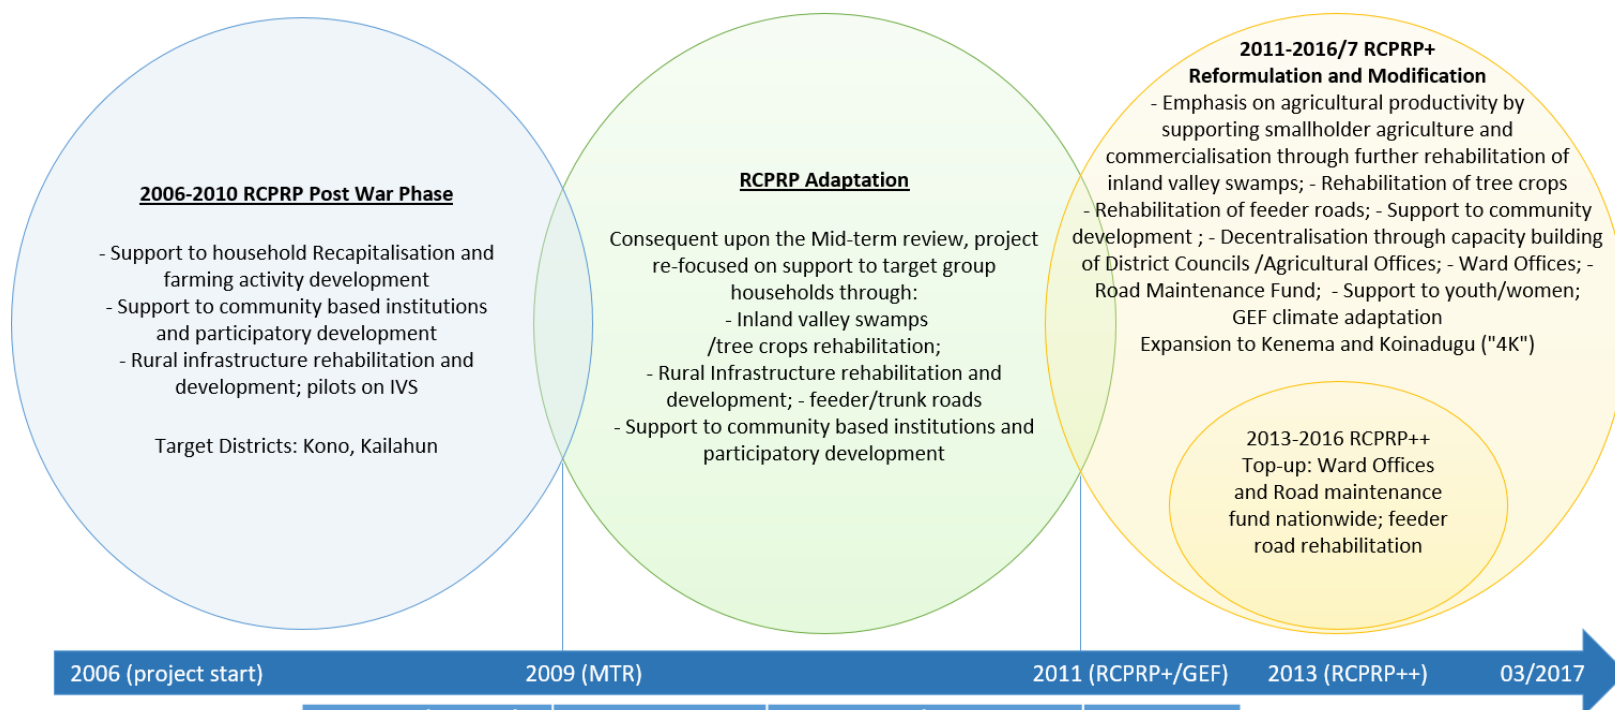 2006-2010 RCPRP Post War Phase
- Support to household Recapitalisation and
farming activity development
- Support to community based institutions
and participatory development
- Rural infrastructure rehabilitation and
development; pilots on IVS
Target Districts: Kono, Kailahun
RCPRP Adaptation
Consequent upon the Mid-term review, project
re-focused on support to target group
households through:
- Inland valley swamps
/tree crops rehabilitation;
- Rural Infrastructure rehabilitation and
development; - feeder/trunk roads
- Support to community based institutions and
participatory development
2011-2016/7 RCPRP+
Reformulation and Modification
- Emphasis on agricultural productivity by
supporting smallholder agriculture and
commercialisation through further rehabilitation of
inland valley swamps; - Rehabilitation of tree crops
- Rehabilitation of feeder roads; - Support to community
development ; - Decentralisation through capacity building
of District Councils /Agricultural Offices; - Ward Offices; -
Road Maintenance Fund;  - Support to youth/women;
GEF climate adaptation
Expansion to Kenema and Koinadugu ("4K")
2013-2016 RCPRP++
Top-up: Ward Offices
and Road maintenance
fund nationwide; feeder
road rehabilitation
2006 (project start) 2009 (MTR) 2011 (RCPRP+/GEF) 2013 (RCPRP++) 03/2017